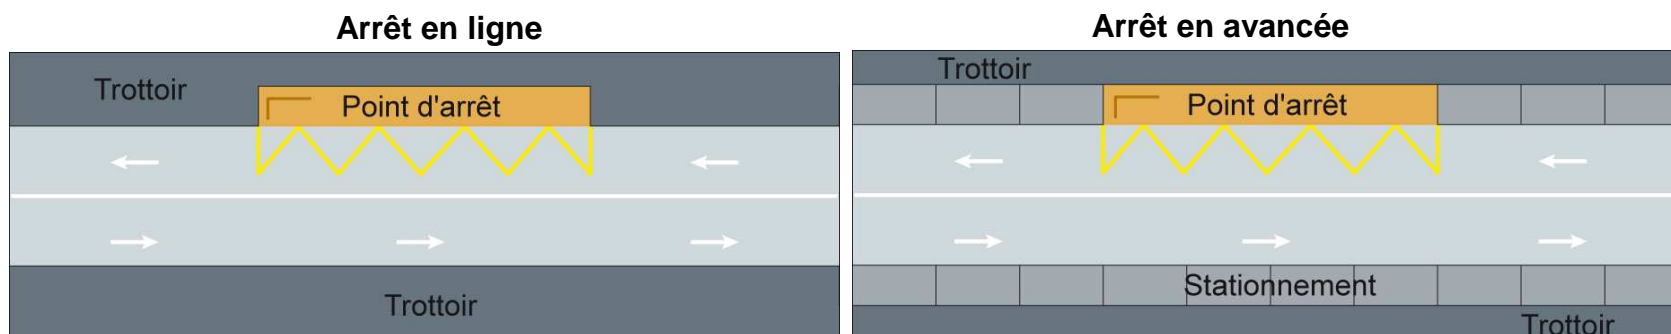 Arrêt en ligne
Trottoir
Point d'arrêt
Trottoir
Arrêt en avancée
Trottoir
Point d'arrêt
Stationnement
Trottoir